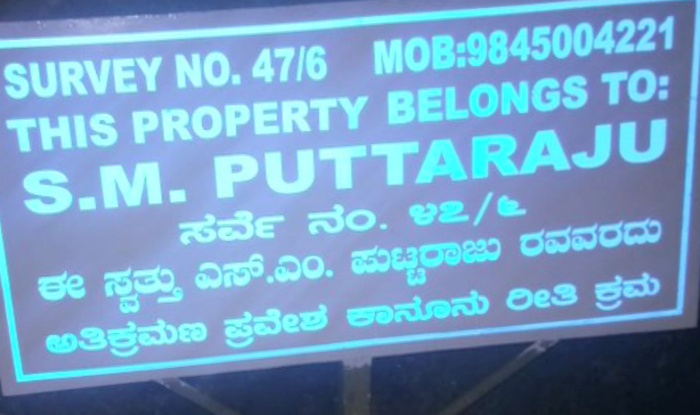 SURVEY NO. 47/6 MOB:9845004221
THIS PROPERTY BELONGS TO:
S.M. PUTTARAJU
ಸರ್ವೆ ನಂ. ೪೭/೬
ಈ ಸ್ವತ್ತು ಎಸ್.ಎಂ. ಪುಟ್ಟರಾಜು ರವವರದು
ಅತಿಕ್ರಮಣ ಪ್ರವೇಶ ಕಾನೂನು ರೀತಿ ಕ್ರಮ